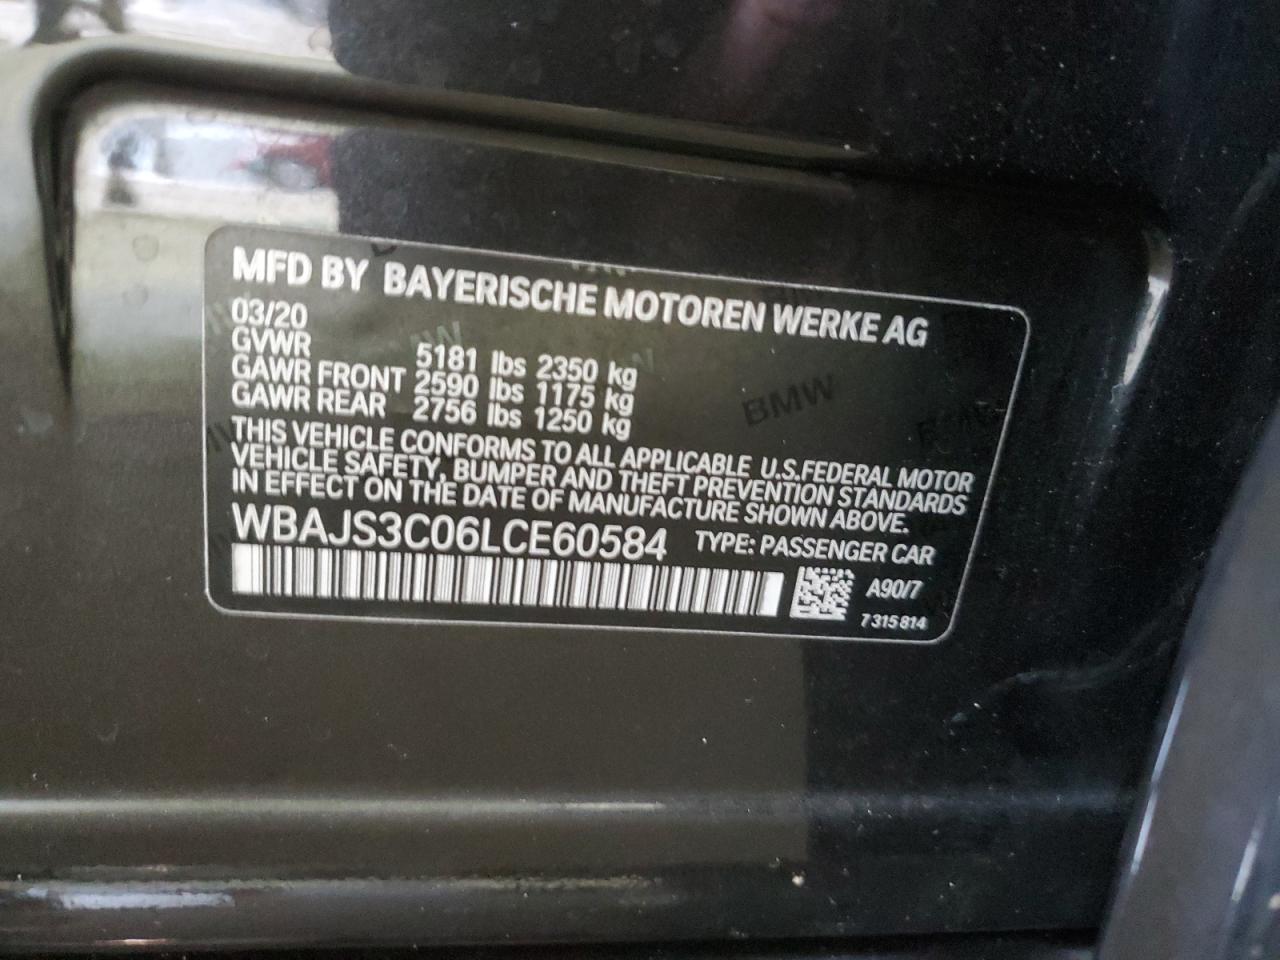 MFD BY BAYERISCHE MOTOREN WERKE AG
03/20
GVWR 5181 lbs 2350 kg
GAWR FRONT 2590 lbs 1175 kg
GAWR REAR 2756 lbs 1250 kg
THIS VEHICLE CONFORMS TO ALL APPLICABLE U.S.FEDERAL MOTOR
VEHICLE SAFETY, BUMPER AND THEFT PREVENTION STANDARDS
IN EFFECT ON THE DATE OF MANUFACTURE SHOWN ABOVE.
WBAJS3C06LCE60584 TYPE: PASSENGER CAR
A90/7
7315814
BMW